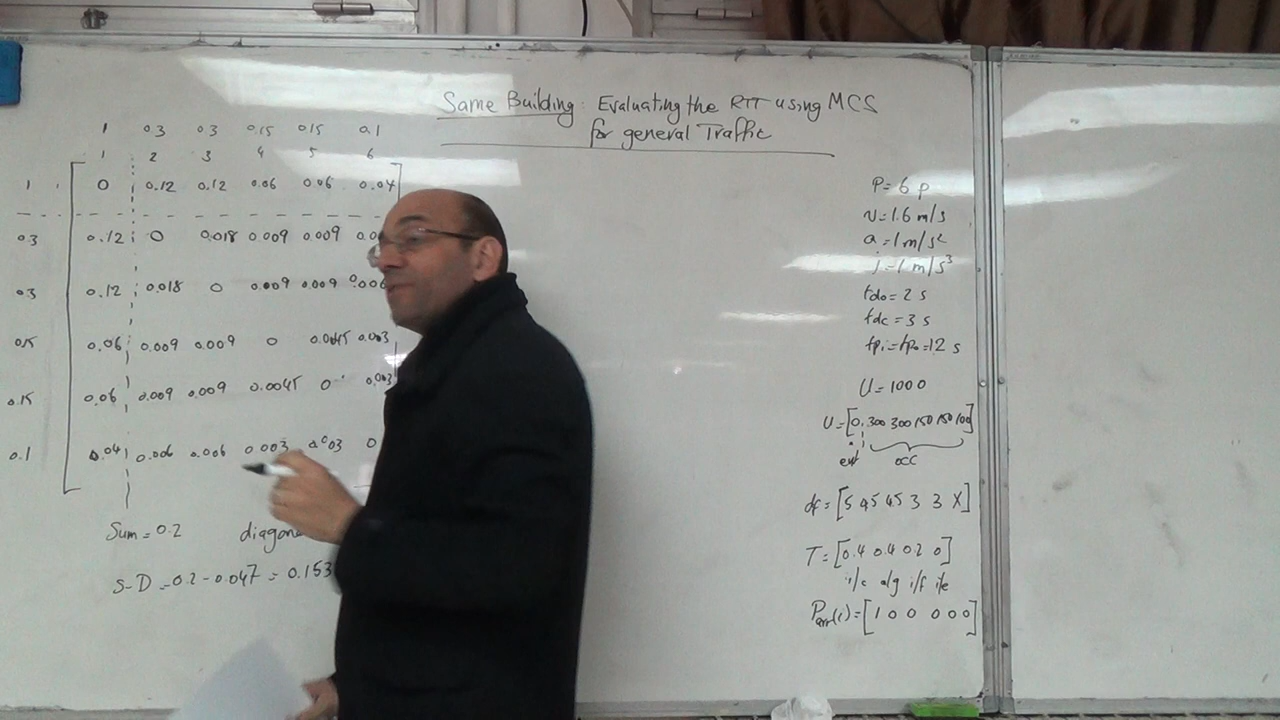 Same Building: Evaluating the RTT using MCS
for general Traffic
1 0.3 0.3 0.15 0.15 0.1
1 2 3 4 5 6
1 0 0.12 0.12 0.06 0.06 0.04
0.3 0.12 0 0.018 0.009 0.009
0.3 0.12 0.018 0 0.009 0.009 0.006
0.15 0.06 0.009 0.009 0 0.0045 0.003
0.15 0.06 0.009 0.009 0.0045 0 0.003
0.1 0.04 0.006 0.006 0.003 0.003 0
Sum = 0.2
S-D = 0.2 - 0.047 = 0.153
P = 6 p
v = 1.6 m/s
a = 1 m/s²
j = 1 m/s³
tdo = 2 s
tdc = 3 s
tpi = tpo = 1.2 s
U = 1000
U = [0 300 300 150 150 100]
ent occ
df = [5 4.5 4.5 3 3 X]
T = [0.4 0.4 0.2 0]
i/c o/g i/f i/e
Parr(i) = [1 0 0 0 0 0]